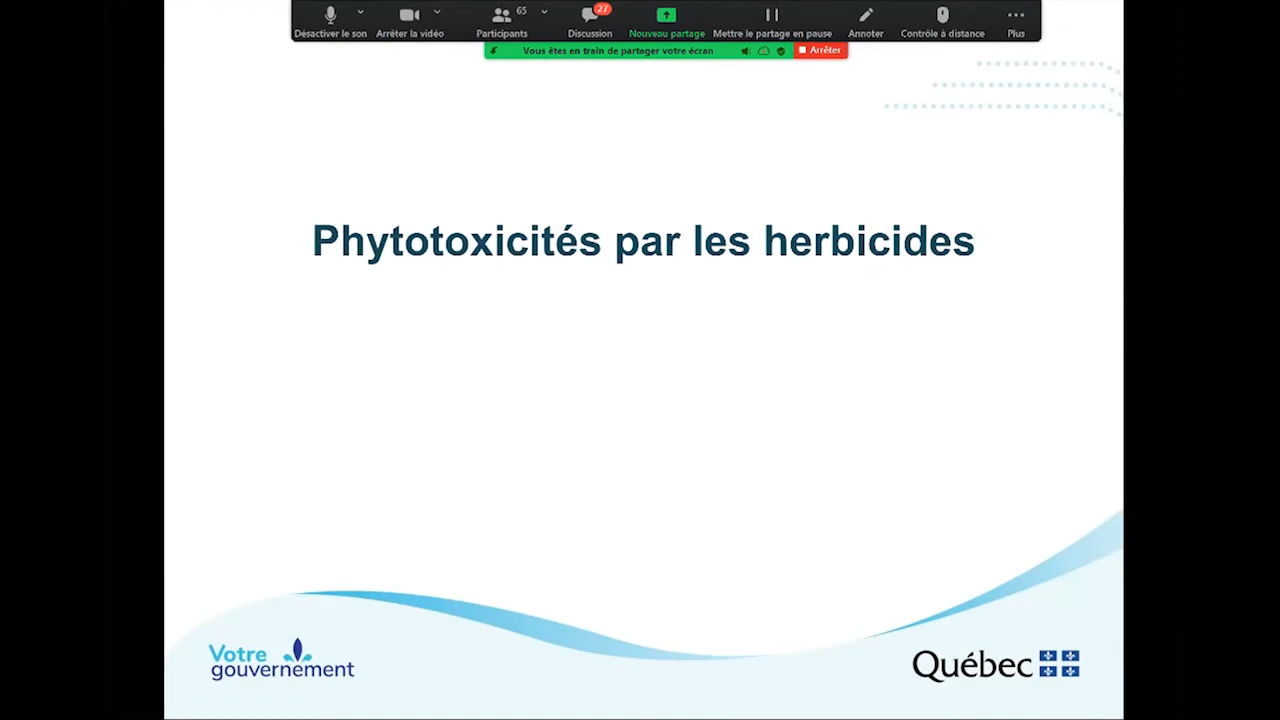 65
27
Désactiver le son
Arrêter la vidéo
Participants
Discussion
Nouveau partage
Mettre le partage en pause
Annoter
Contrôle à distance
Plus
Vous êtes en train de partager votre écran
Arrêter
Phytotoxicités par les herbicides
Votre
gouvernement
Québec